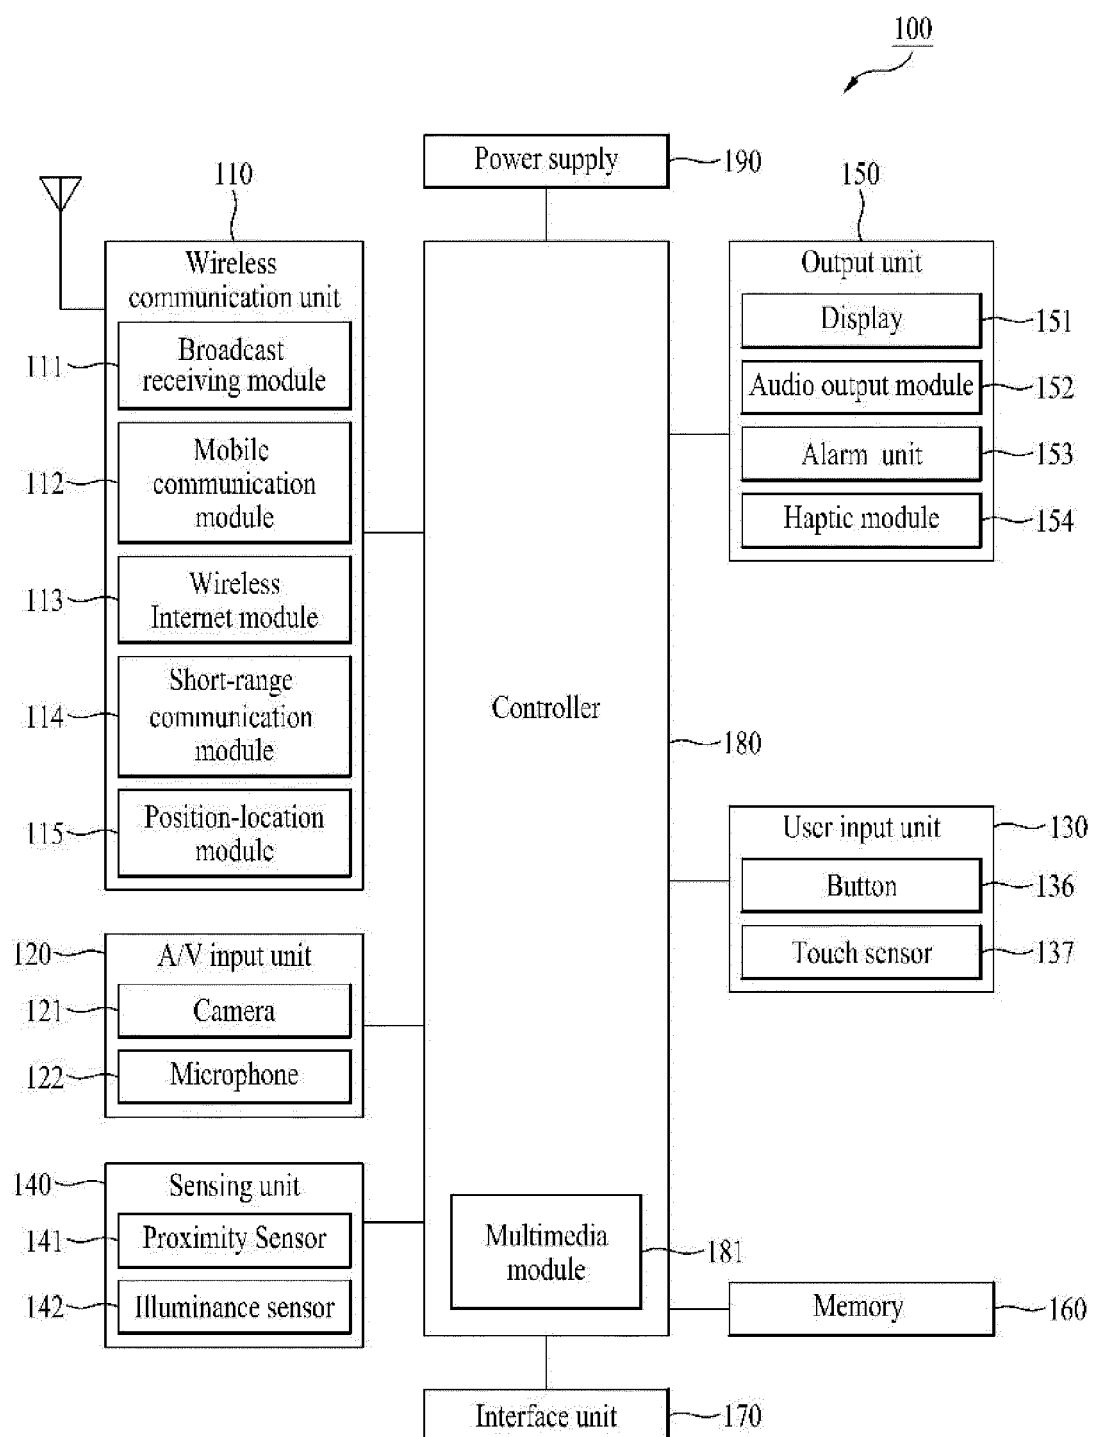 100
Power supply
190
110
150
Wireless
communication unit
111
Broadcast
receiving module
112
Mobile
communication
module
113
Wireless
Internet module
114
Short-range
communication
module
115
Position-location
module
120
A/V input unit
121
Camera
122
Microphone
140
Sensing unit
141
Proximity Sensor
142
Illuminance sensor
Controller
180
Multimedia
module
181
Output unit
Display
151
Audio output module
152
Alarm unit
153
Haptic module
154
User input unit
130
Button
136
Touch sensor
137
Memory
160
Interface unit
170